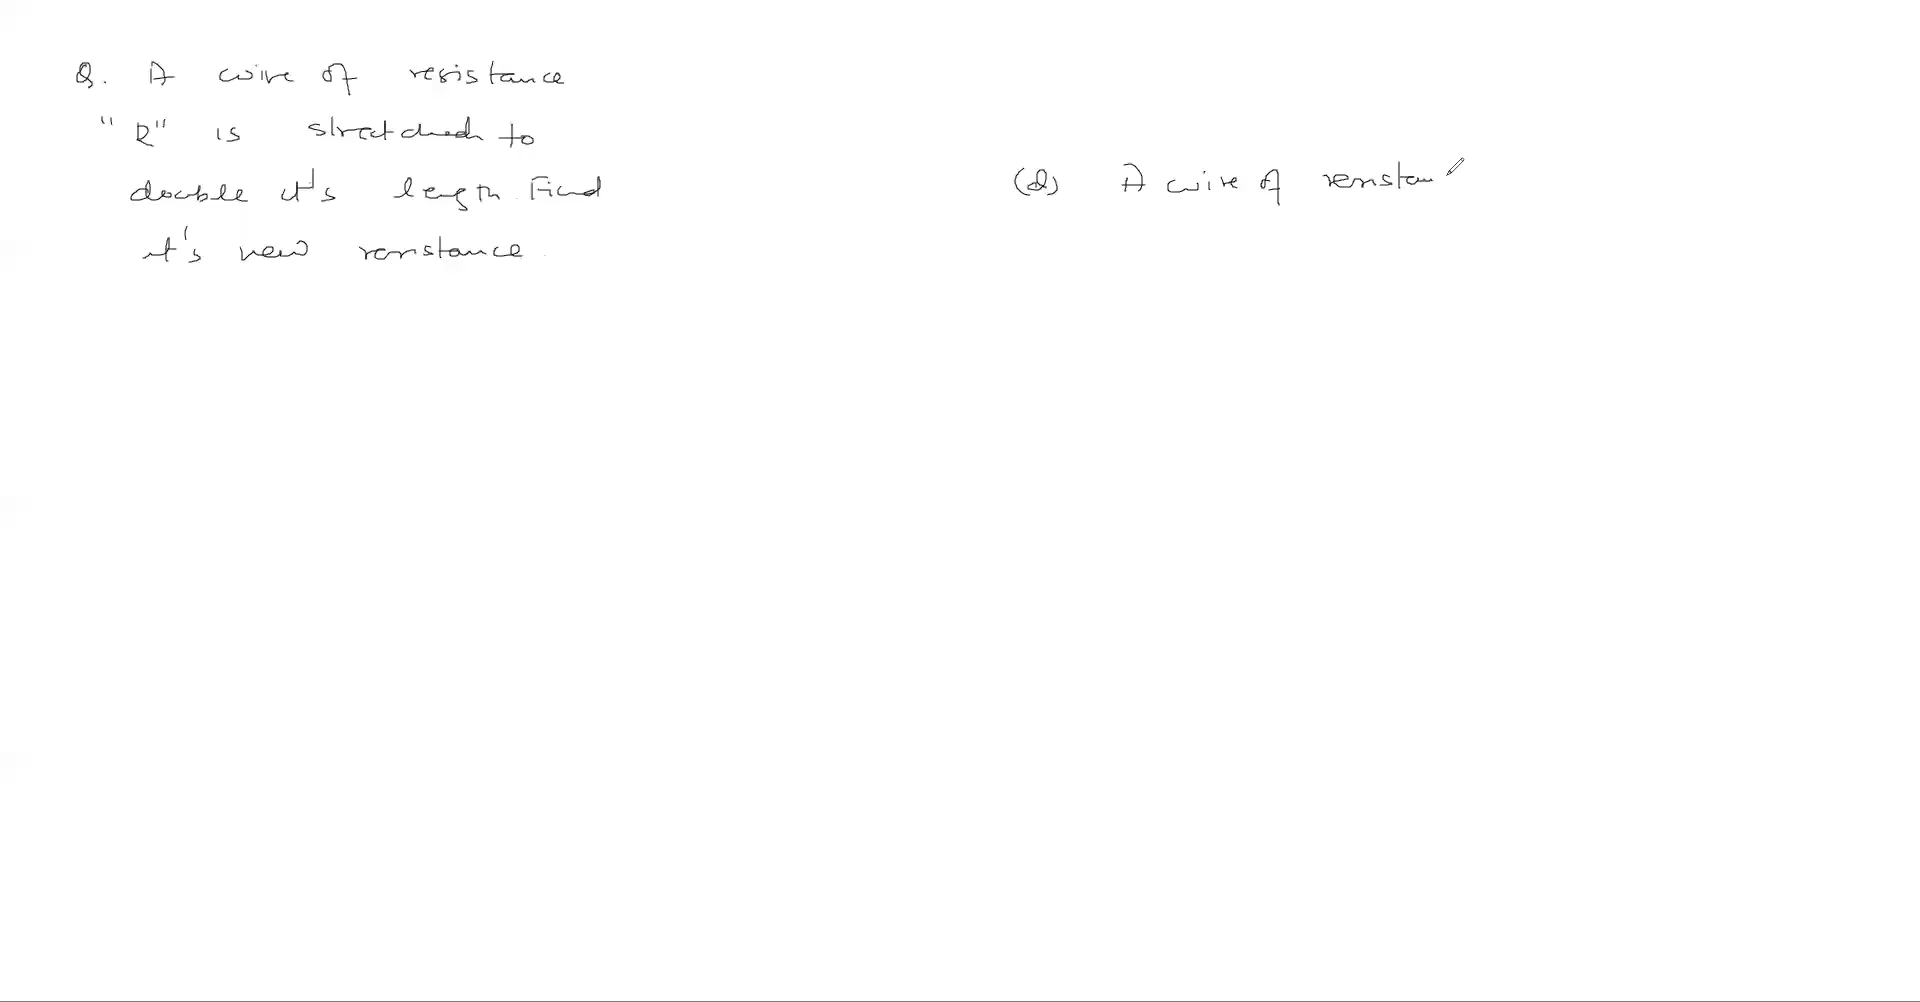 Q. A wire of resistance
"R" is stretched to
double it's length. Find
it's new resistance.
(Q) A wire of resistan